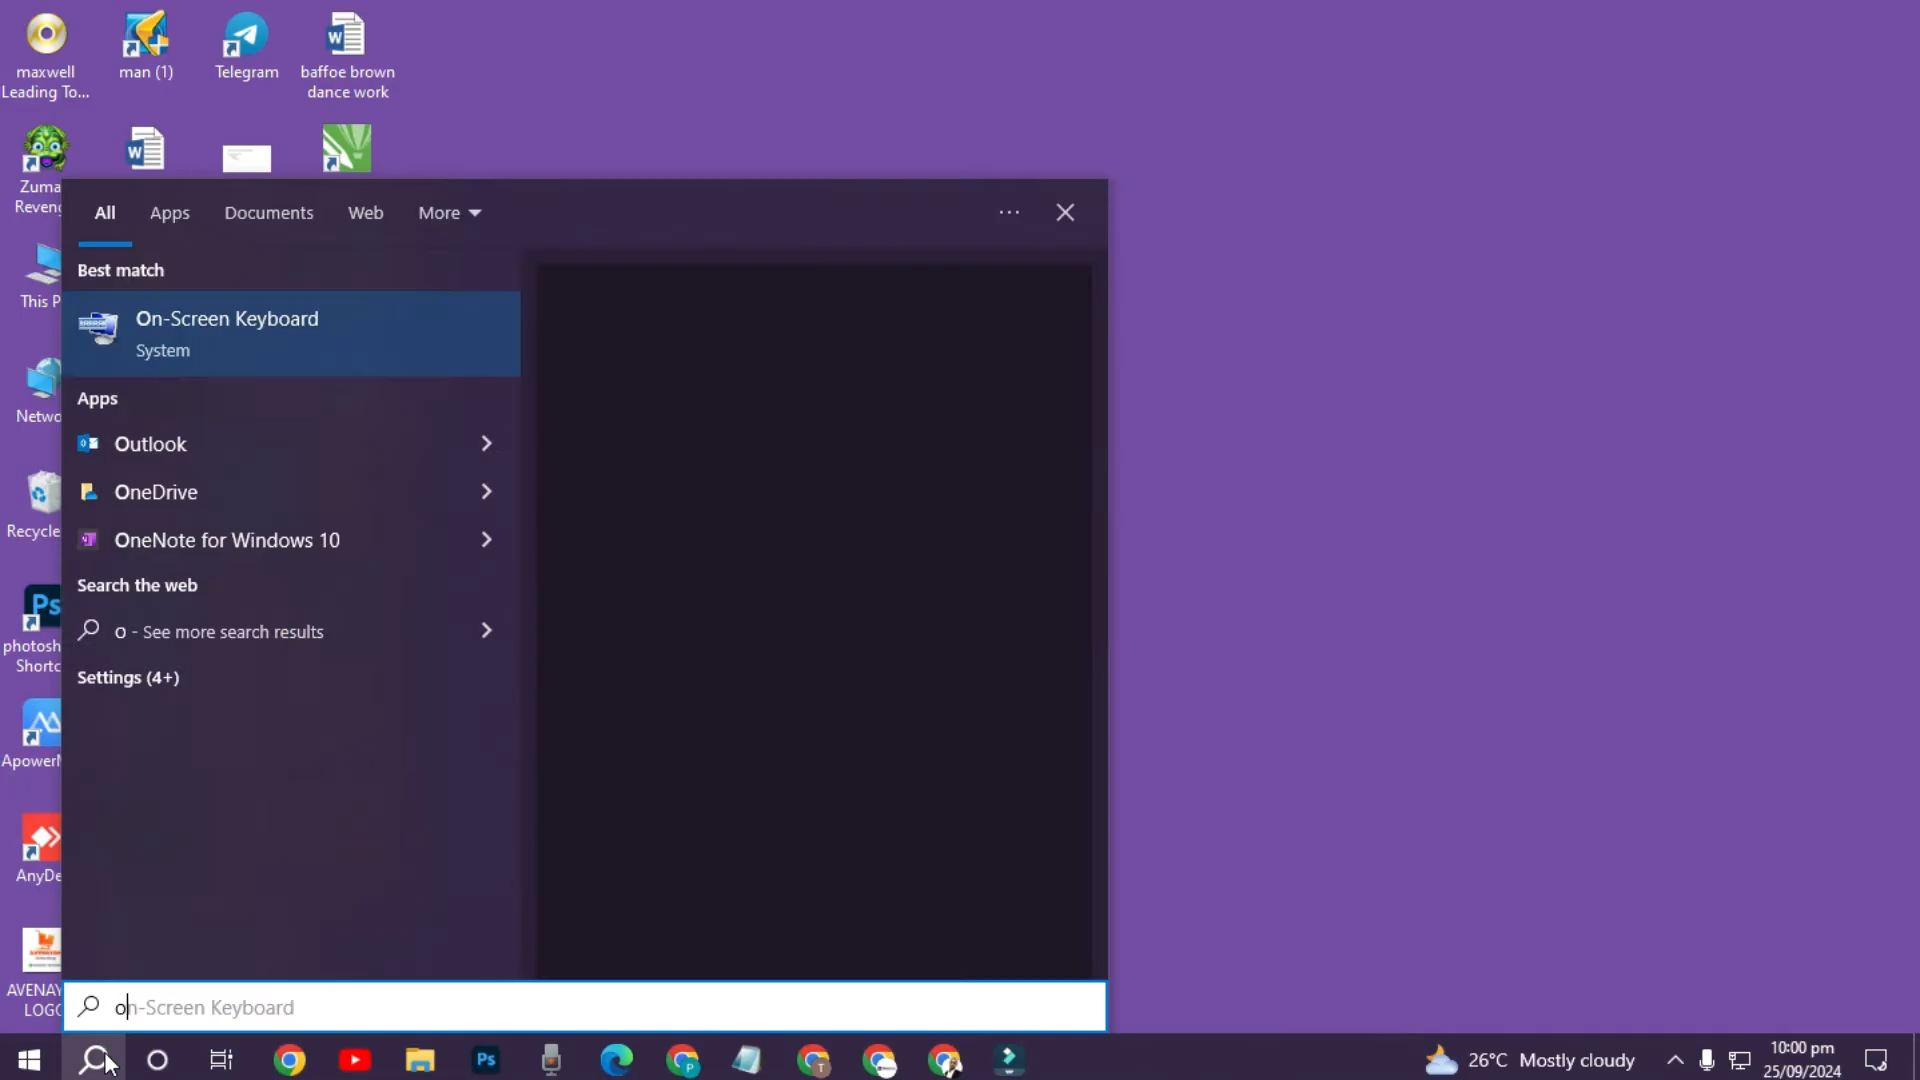 maxwell
Leading To...
man (1)
Telegram
baffoe brown
dance work
Zuma
Reveng
This P
Netwo
Recycle
Ps
photosh
Shortc
ApowerM
AnyDe
AVENAY
LOGO
All
Apps
Documents
Web
More
Best match
On-Screen Keyboard
System
Apps
Outlook
OneDrive
OneNote for Windows 10
Search the web
o - See more search results
Settings (4+)
on-Screen Keyboard
Ps
P
T
26°C Mostly cloudy
10:00 pm
25/09/2024